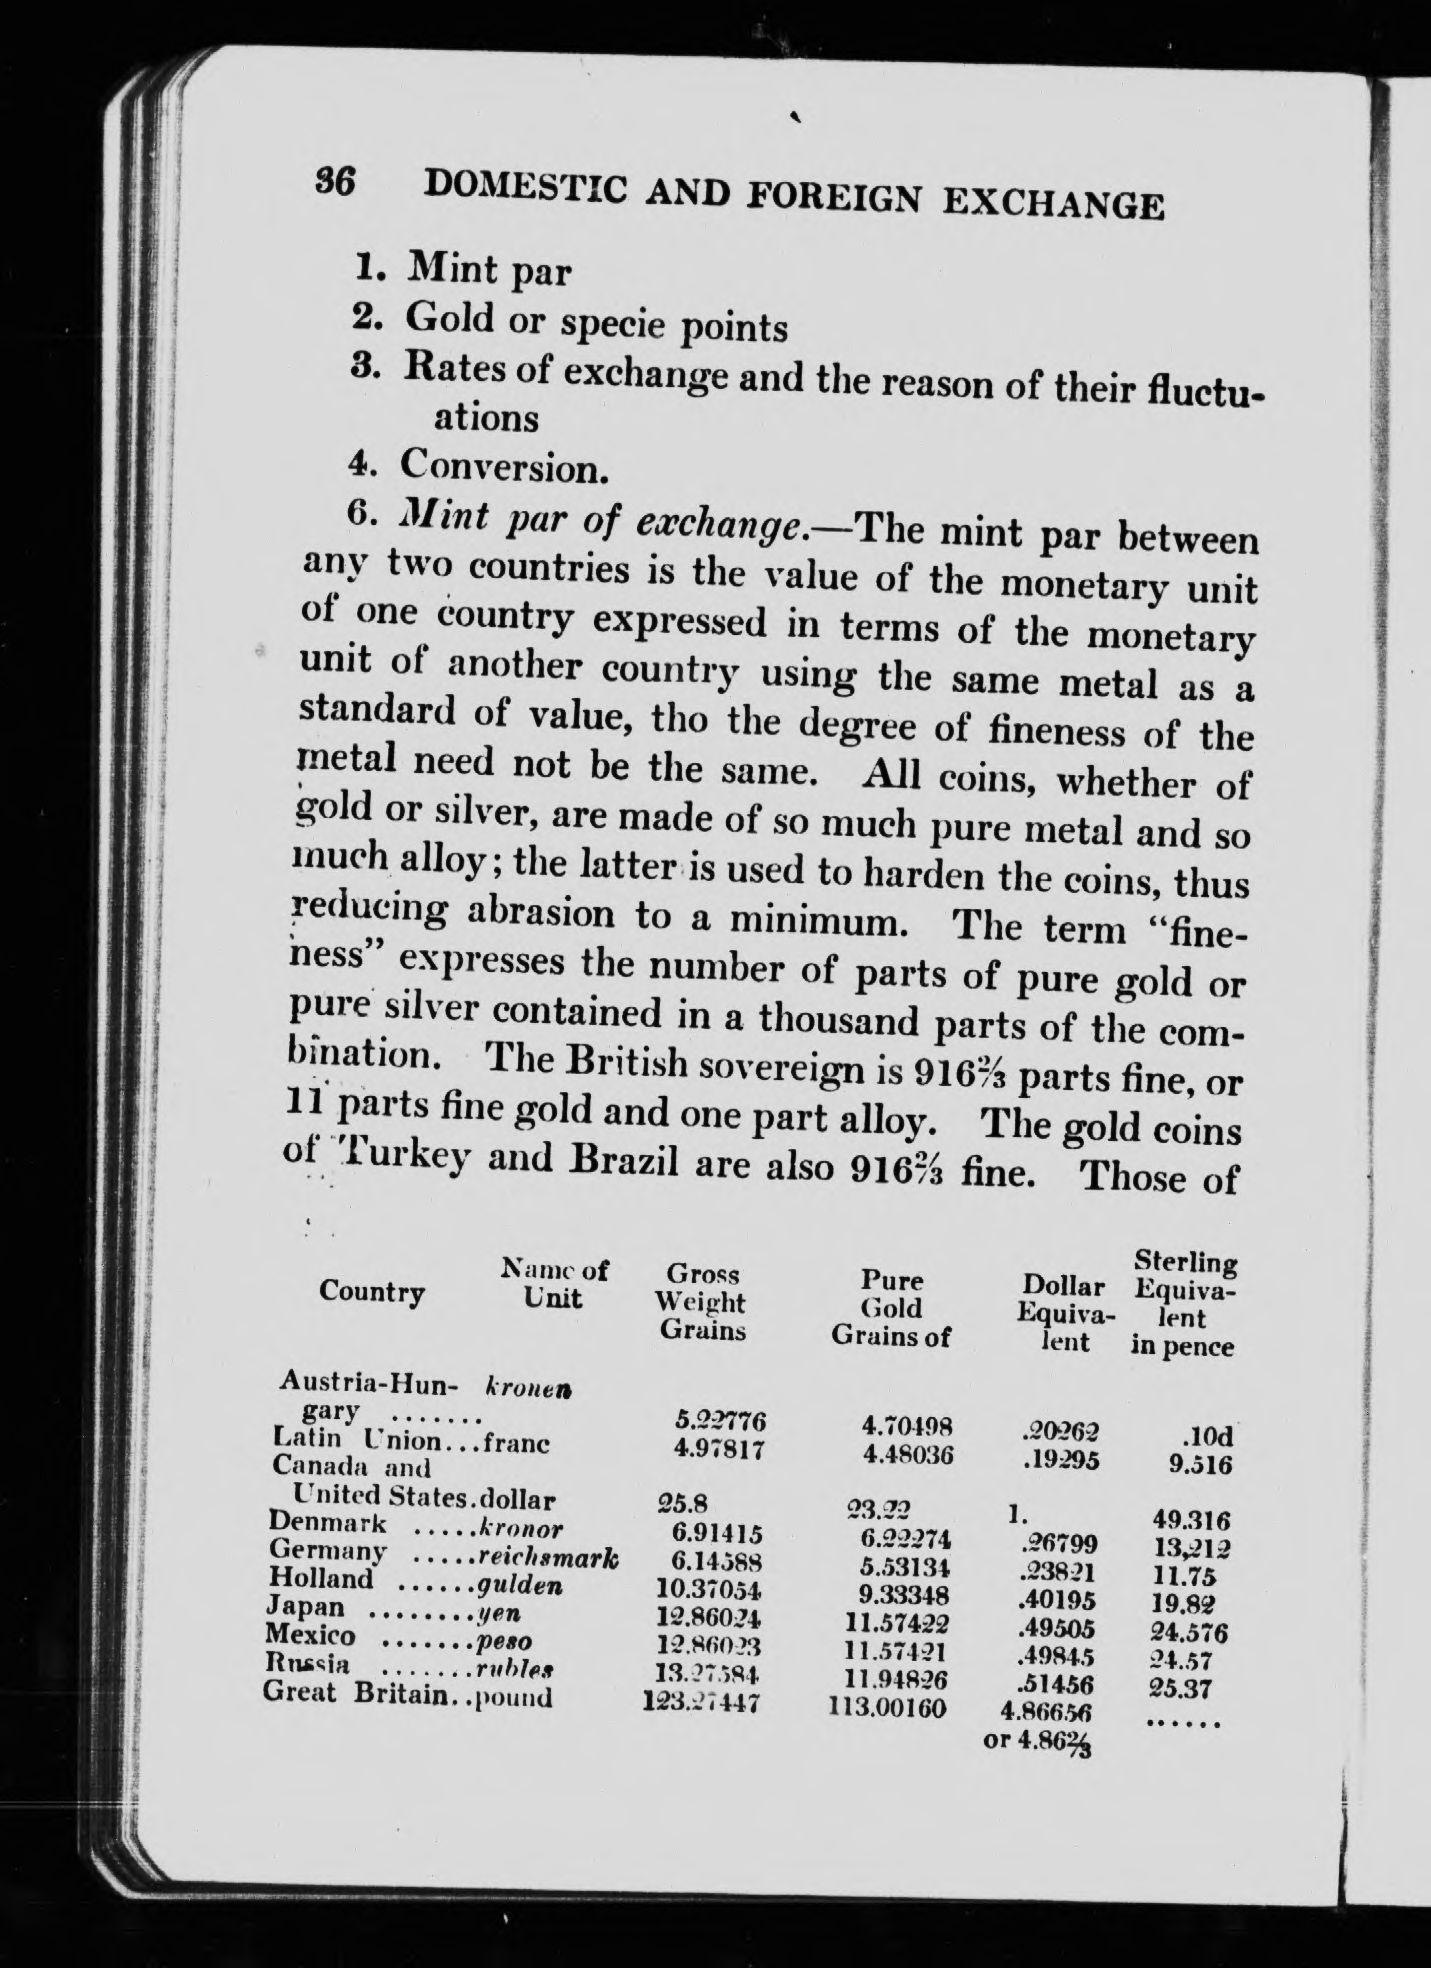 36 DOMESTIC AND FOREIGN EXCHANGE
1. Mint par
2. Gold or specie points
3. Rates of exchange and the reason of their fluctu-
ations
4. Conversion.
6. Mint par of exchange.—The mint par between
any two countries is the value of the monetary unit
of one country expressed in terms of the monetary
unit of another country using the same metal as a
standard of value, tho the degree of fineness of the
metal need not be the same. All coins, whether of
gold or silver, are made of so much pure metal and so
much alloy; the latter is used to harden the coins, thus
reducing abrasion to a minimum. The term “fine-
ness” expresses the number of parts of pure gold or
pure silver contained in a thousand parts of the com-
bination. The British sovereign is 916⅔ parts fine, or
11 parts fine gold and one part alloy. The gold coins
of Turkey and Brazil are also 916⅔ fine. Those of
Sterling
Name of Gross Pure Dollar Equiva-
Country Unit Weight Gold Equiva- lent
Grains Grains of lent in pence
Austria-Hun- kronen
gary ....... 5.22776 4.70498 .20262 .10d
Latin Union...franc 4.97817 4.48036 .19295 9.516
Canada and
United States.dollar 25.8 23.22 1. 49.316
Denmark .....kronor 6.91415 6.22274 .26799 13,212
Germany .....reichsmark 6.14588 5.53134 .23821 11.75
Holland ......gulden 10.37054 9.33348 .40195 19.82
Japan ........yen 12.86024 11.57422 .49505 24.576
Mexico .......peso 12.86023 11.57421 .49845 24.57
Russia .......rubles 13.27584 11.94826 .51456 25.37
Great Britain..pound 123.27447 113.00160 4.86656 ......
or 4.86⅔